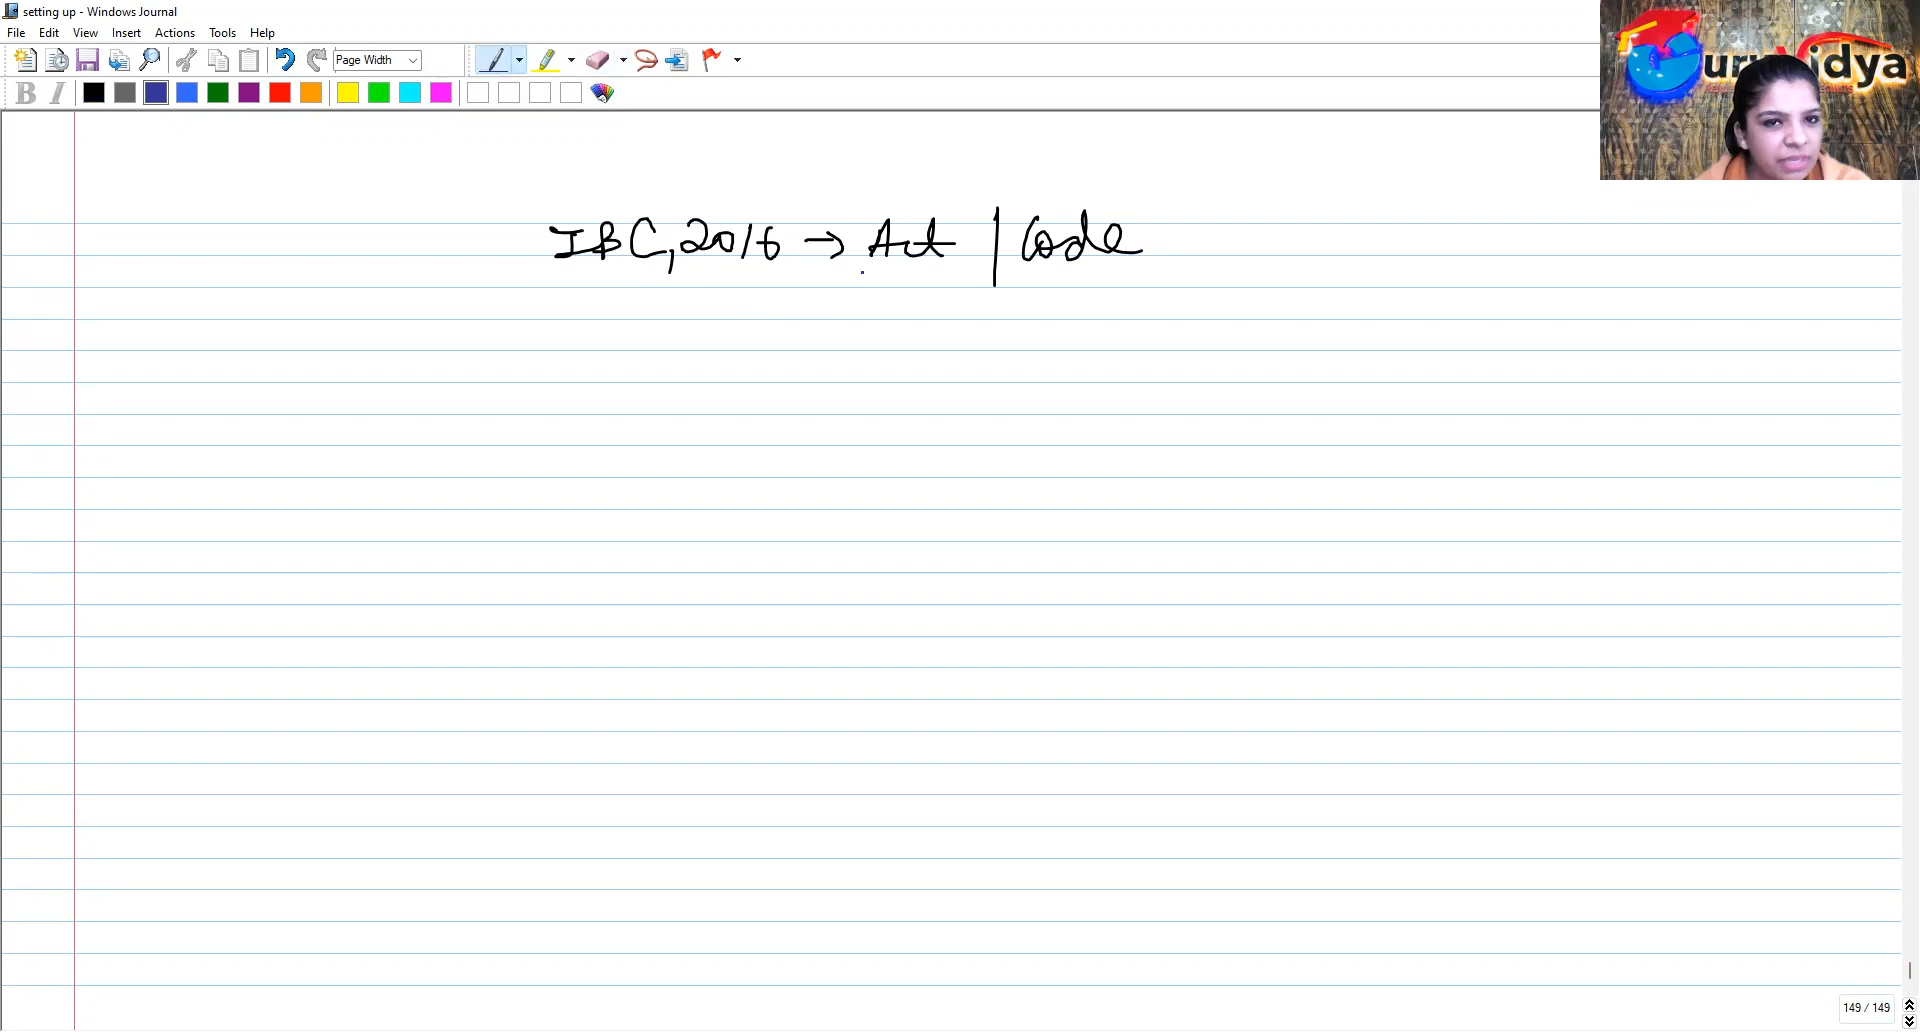 setting up - Windows Journal
File Edit View Insert Actions Tools Help
Page Width
B I
IBC, 2016 → Act | Code
149 / 149